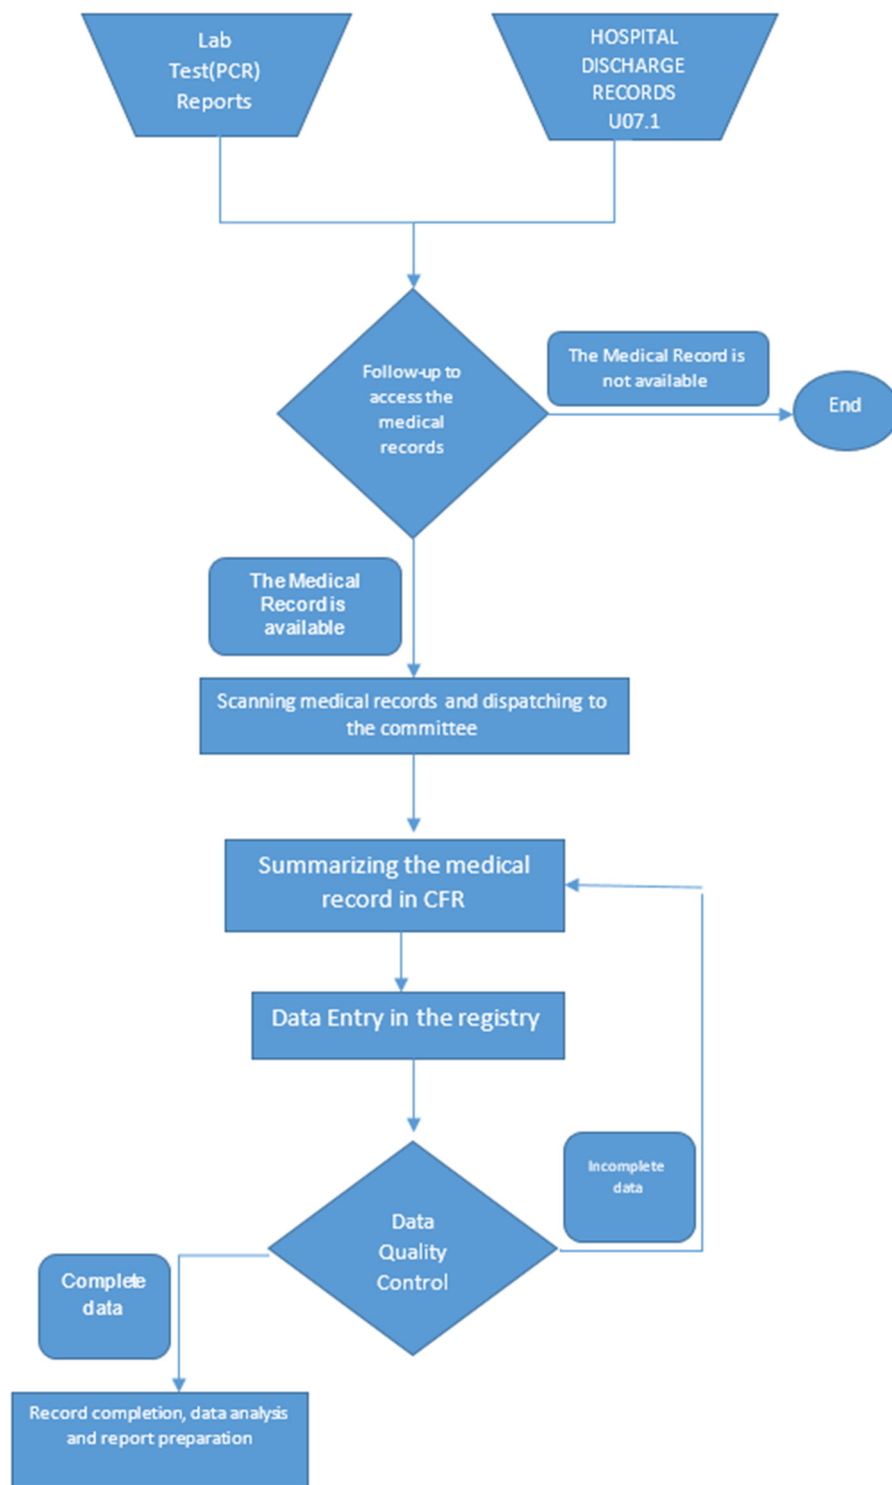 Lab
Test(PCR)
Reports
HOSPITAL
DISCHARGE
RECORDS
U07.1
Follow-up to
access the
medical
records
The Medical Record is
not available
End
The Medical
Record is
available
Scanning medical records and dispatching to
the committee
Summarizing the medical
record in CFR
Data Entry in the registry
Data
Quality
Control
Incomplete
data
Complete
data
Record completion, data analysis
and report preparation